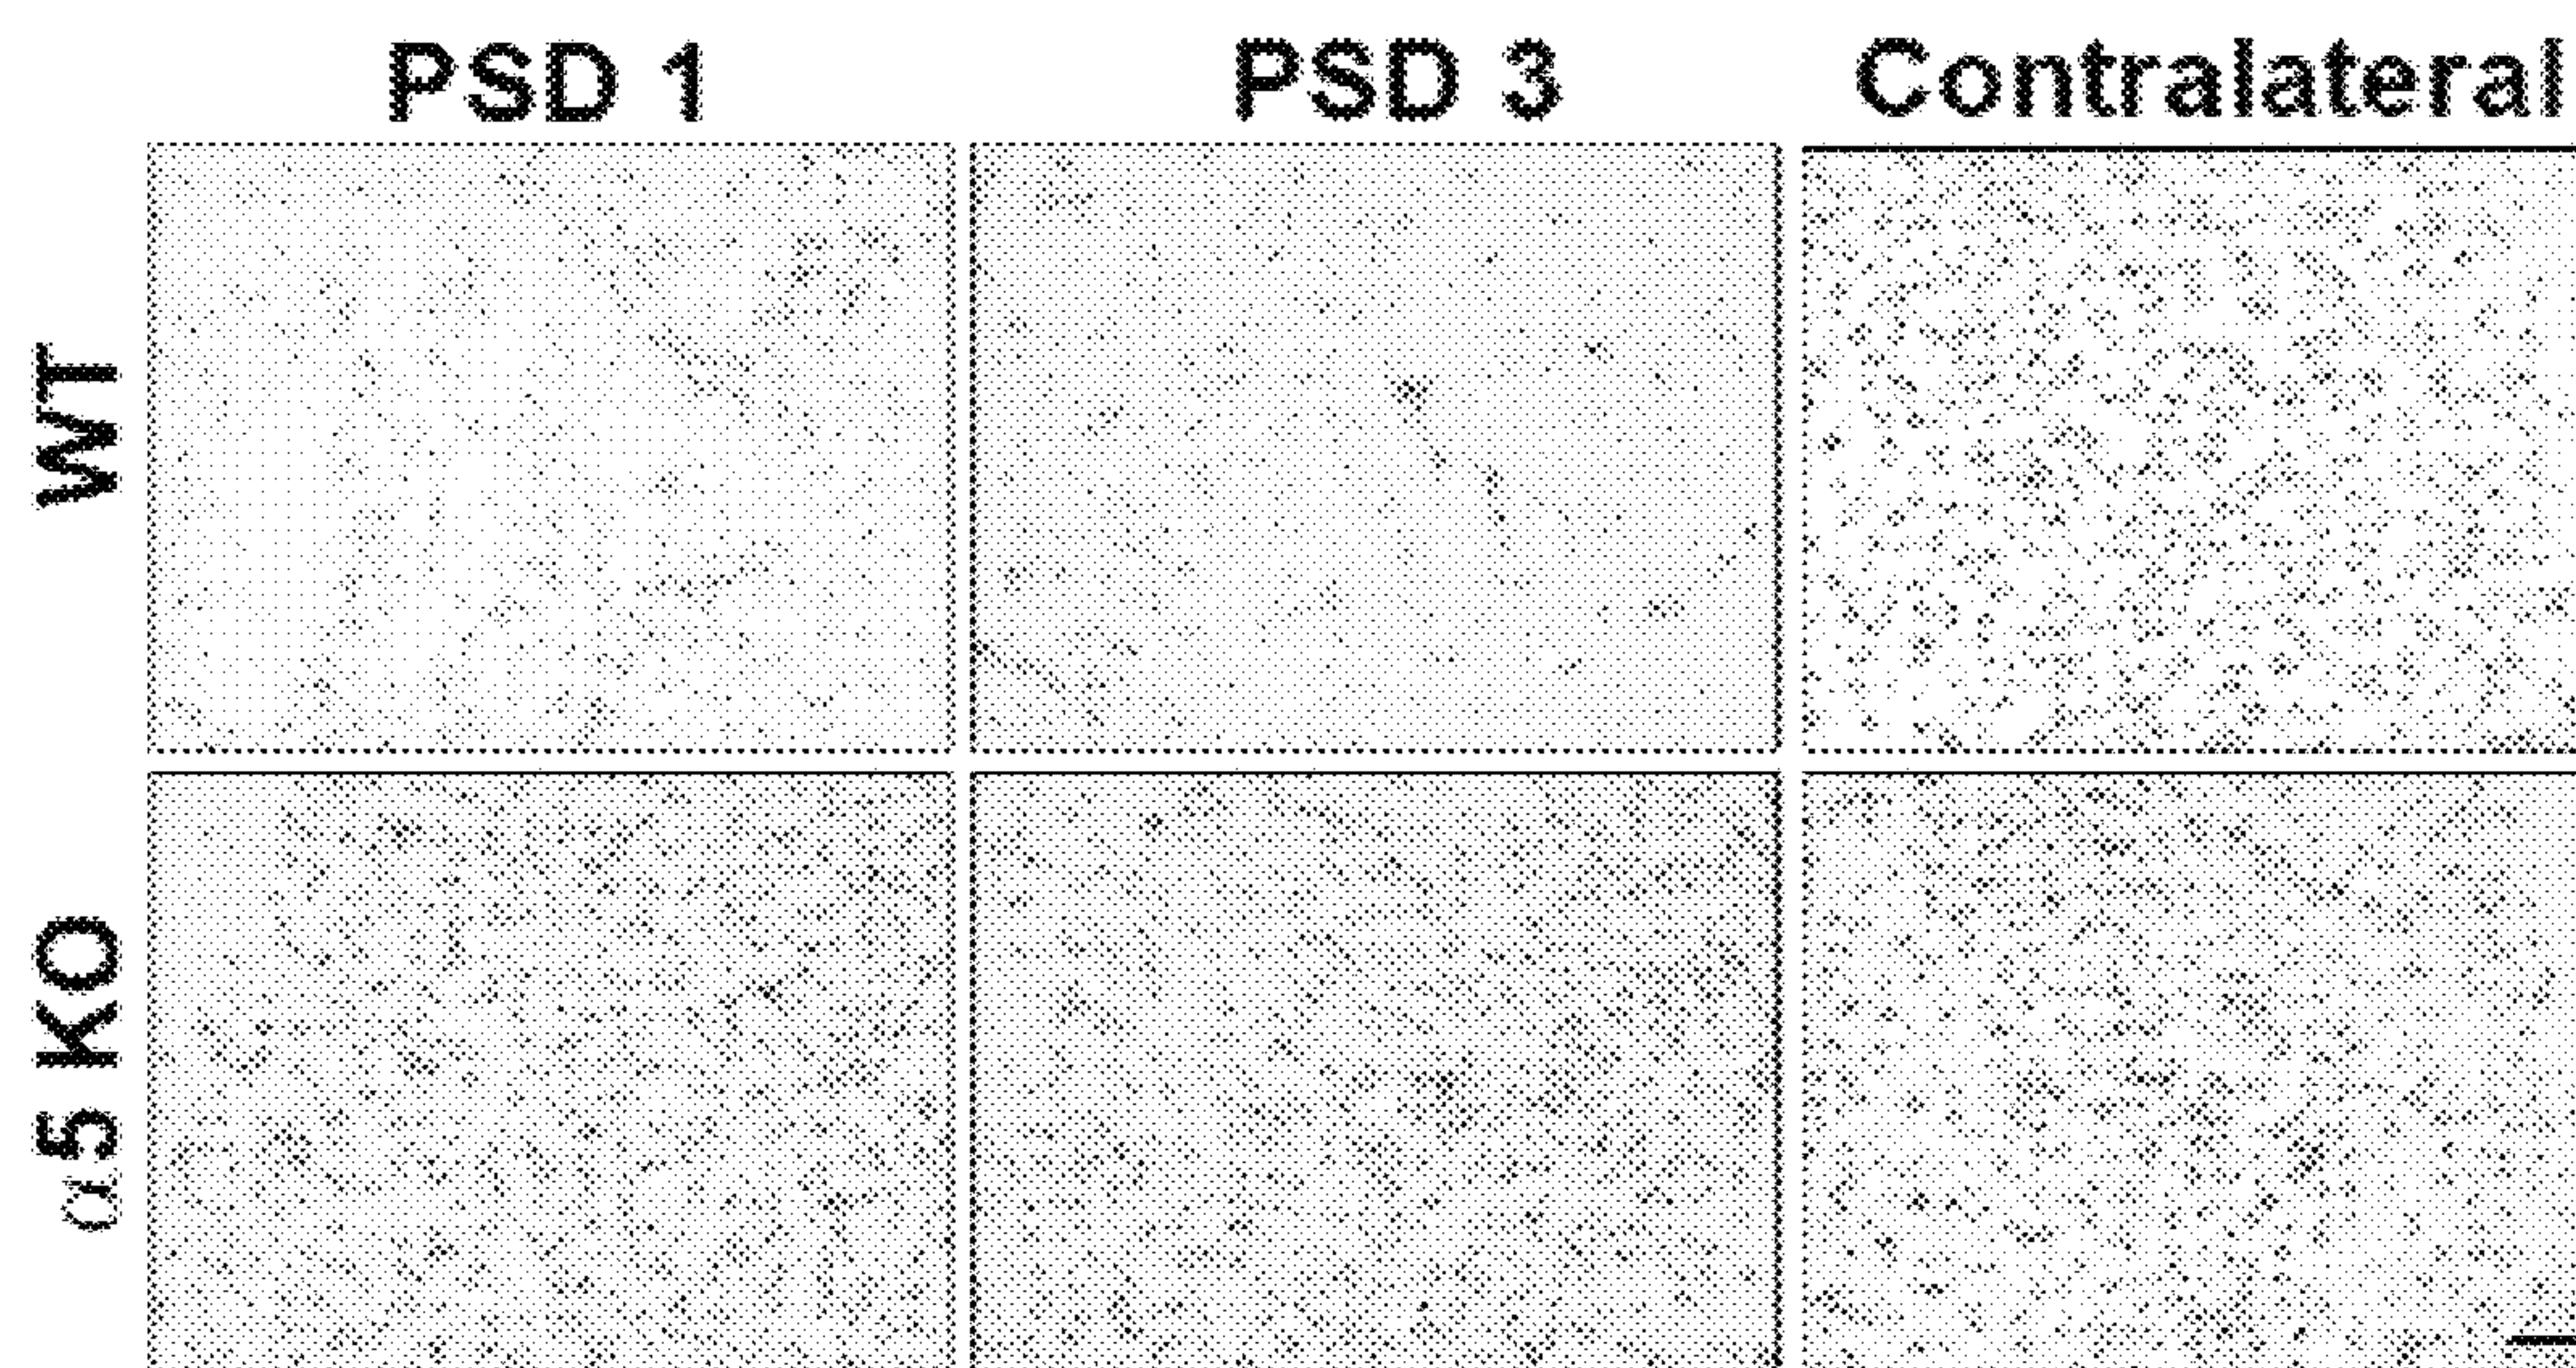 PSD 1 PSD 3 Contralateral
WT
α5 KO